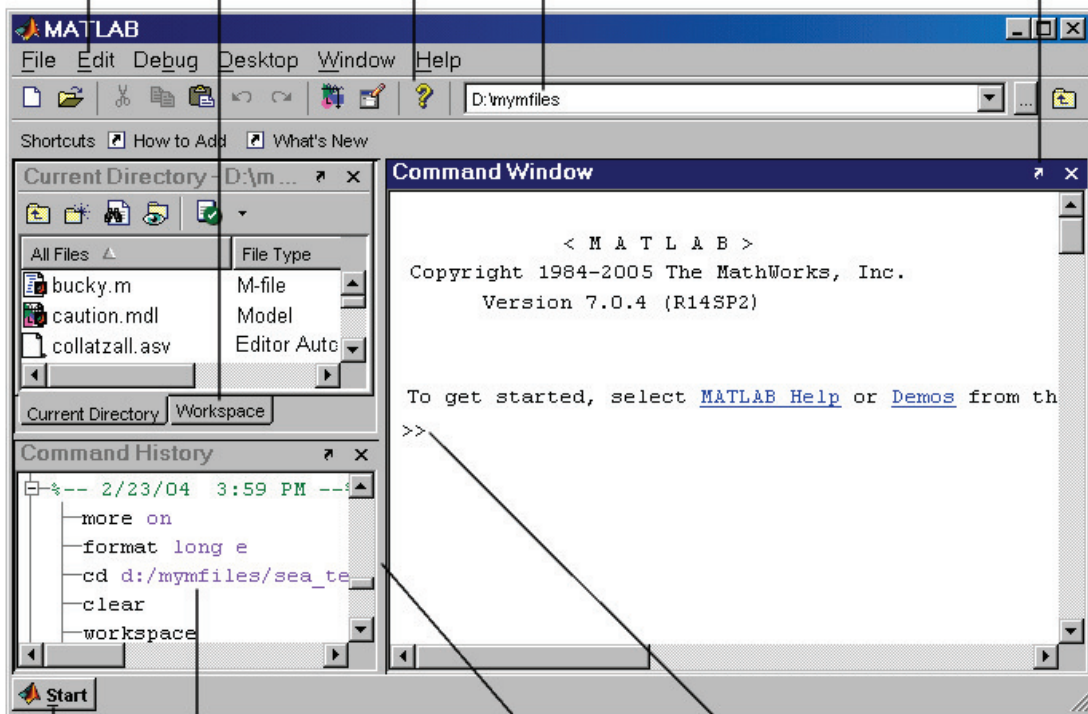 MATLAB
File Edit Debug Desktop Window Help
D:\mymfiles
...
Shortcuts How to Add What's New
Current Directory - D:\m ...
All Files File Type
bucky.m M-file
caution.mdl Model
collatzall.asv Editor Autc
Current Directory Workspace
Command History
%-- 2/23/04 3:59 PM --%
more on
format long e
cd d:/mymfiles/sea_te
clear
workspace
Command Window
< M A T L A B >
Copyright 1984-2005 The MathWorks, Inc.
Version 7.0.4 (R14SP2)
To get started, select MATLAB Help or Demos from th
>>
Start